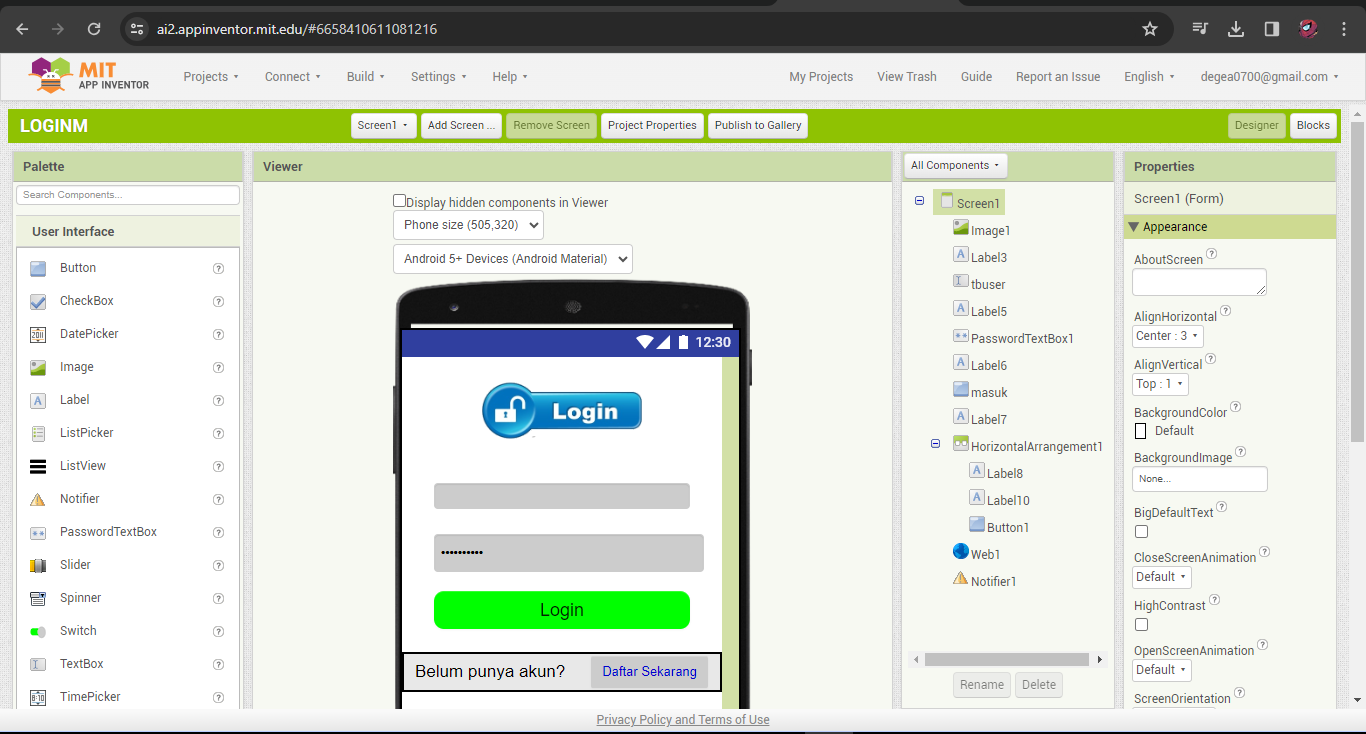 ai2.appinventor.mit.edu/#6658410611081216
MIT
APP INVENTOR
Projects
Connect
Build
Settings
Help
My Projects
View Trash
Guide
Report an Issue
English
degea0700@gmail.com
LOGINM
Screen1
Add Screen ...
Remove Screen
Project Properties
Publish to Gallery
Designer
Blocks
Palette
Search Components...
User Interface
Button
CheckBox
DatePicker
Image
Label
ListPicker
ListView
Notifier
PasswordTextBox
Slider
Spinner
Switch
TextBox
TimePicker
Viewer
Display hidden components in Viewer
Phone size (505,320)
Android 5+ Devices (Android Material)
12:30
Login
••••••••••
Login
Belum punya akun?
Daftar Sekarang
All Components
Screen1
Image1
Label3
tbuser
Label5
PasswordTextBox1
Label6
masuk
Label7
HorizontalArrangement1
Label8
Label10
Button1
Web1
Notifier1
Rename
Delete
Properties
Screen1 (Form)
Appearance
AboutScreen
AlignHorizontal
Center : 3
AlignVertical
Top : 1
BackgroundColor
Default
BackgroundImage
None...
BigDefaultText
CloseScreenAnimation
Default
HighContrast
OpenScreenAnimation
Default
ScreenOrientation
Privacy Policy and Terms of Use